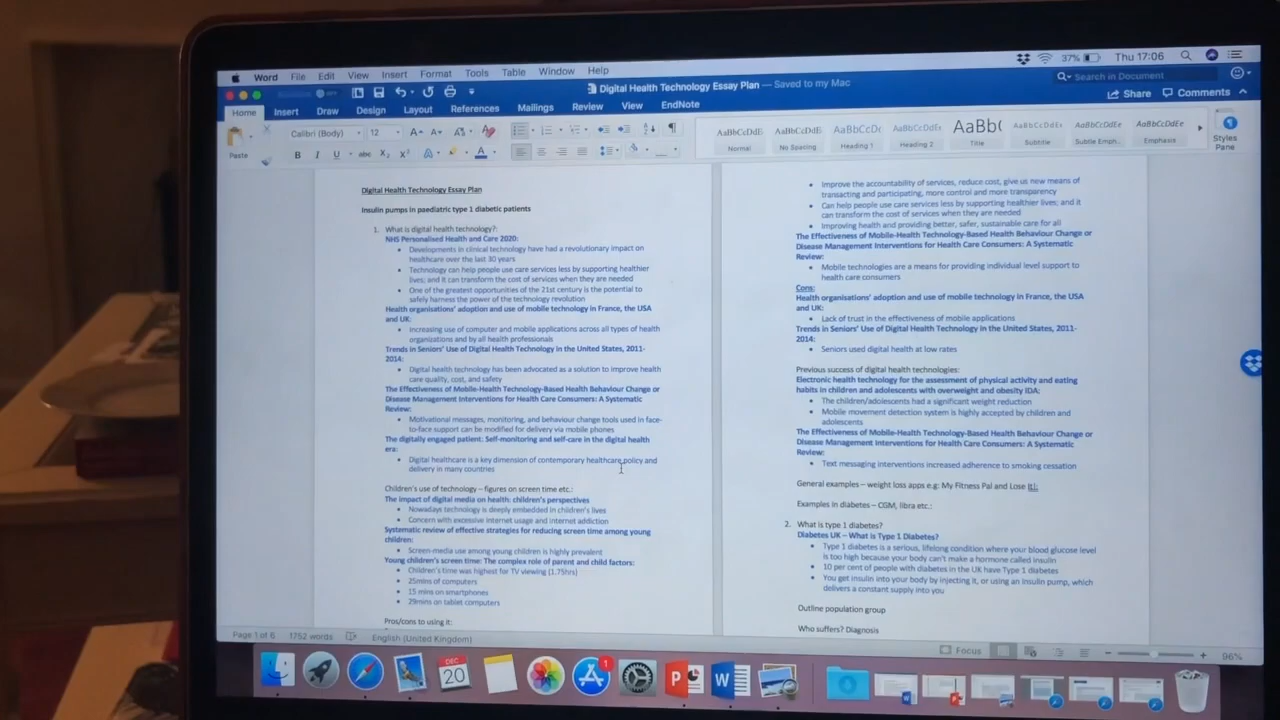 Word File Edit View Insert Format Tools Table Window Help
37% Thu 17:06
Digital Health Technology Essay Plan — Saved to my Mac
Search in Document
Home Insert Draw Design Layout References Mailings Review View EndNote
Share Comments
Paste
Calibri (Body) 12
AaBbCcDdE AaBbCcDdE AaBbCcDc AaBbCcDdEe AaBb( AaBbCcDdEe AaBbCcDdEe AaBbCcDdEe
Normal No Spacing Heading 1 Heading 2 Title Subtitle Subtle Emph... Emphasis
Styles
Pane
Digital Health Technology Essay Plan
Insulin pumps in paediatric type 1 diabetic patients
1. What is digital health technology?:
NHS Personalised Health and Care 2020:
• Developments in clinical technology have had a revolutionary impact on
healthcare over the last 30 years
• Technology can help people use care services less by supporting healthier
lives; and it can transform the cost of services when they are needed
• One of the greatest opportunities of the 21st century is the potential to
safely harness the power of the technology revolution
Health organisations' adoption and use of mobile technology in France, the USA
and UK:
• Increasing use of computer and mobile applications across all types of health
organizations and by all health professionals
Trends in Seniors' Use of Digital Health Technology in the United States, 2011-
2014:
• Digital health technology has been advocated as a solution to improve health
care quality, cost, and safety
The Effectiveness of Mobile-Health Technology-Based Health Behaviour Change or
Disease Management Interventions for Health Care Consumers: A Systematic
Review:
• Motivational messages, monitoring, and behaviour change tools used in face-
to-face support can be modified for delivery via mobile phones
The digitally engaged patient: Self-monitoring and self-care in the digital health
era:
• Digital healthcare is a key dimension of contemporary healthcare policy and
delivery in many countries
Children's use of technology – figures on screen time etc.:
The impact of digital media on health: children's perspectives
• Nowadays technology is deeply embedded in children's lives
• Concern with excessive internet usage and internet addiction
Systematic review of effective strategies for reducing screen time among young
children:
• Screen-media use among young children is highly prevalent
Young children's screen time: The complex role of parent and child factors:
• Children's time was highest for TV viewing (1.75hrs)
• 25mins of computers
• 15 mins on smartphones
• 29mins on tablet computers
Pros/cons to using it:
• Improve the accountability of services, reduce cost, give us new means of
transacting and participating, more control and more transparency
• Can help people use care services less by supporting healthier lives; and it
can transform the cost of services when they are needed
• Improving health and providing better, safer, sustainable care for all
The Effectiveness of Mobile-Health Technology-Based Health Behaviour Change or
Disease Management Interventions for Health Care Consumers: A Systematic
Review:
• Mobile technologies are a means for providing individual level support to
health care consumers
Cons:
Health organisations' adoption and use of mobile technology in France, the USA
and UK:
• Lack of trust in the effectiveness of mobile applications
Trends in Seniors' Use of Digital Health Technology in the United States, 2011-
2014:
• Seniors used digital health at low rates
Previous success of digital health technologies:
Electronic health technology for the assessment of physical activity and eating
habits in children and adolescents with overweight and obesity IDA:
• The children/adolescents had a significant weight reduction
• Mobile movement detection system is highly accepted by children and
adolescents
The Effectiveness of Mobile-Health Technology-Based Health Behaviour Change or
Disease Management Interventions for Health Care Consumers: A Systematic
Review:
• Text messaging interventions increased adherence to smoking cessation
General examples – weight loss apps e.g: My Fitness Pal and Lose It!:
Examples in diabetes – CGM, libra etc.:
2. What is type 1 diabetes?
Diabetes UK – What is Type 1 Diabetes?
• Type 1 diabetes is a serious, lifelong condition where your blood glucose level
is too high because your body can't make a hormone called insulin
• 10 per cent of people with diabetes in the UK have Type 1 diabetes
• You get insulin into your body by injecting it, or using an insulin pump, which
delivers a constant supply into you
Outline population group
Who suffers? Diagnosis
Page 1 of 6 1752 words English (United Kingdom)
Focus 96%
DEC
20
1
P W